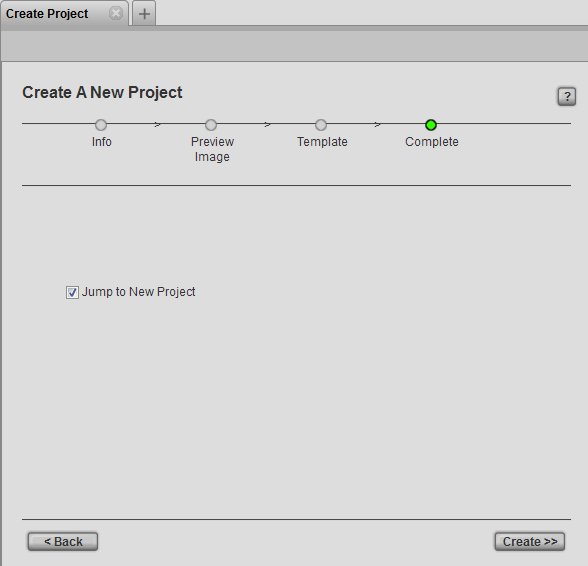 Create Project
+
Create A New Project
?
> > >
Info Preview Template Complete
Image
Jump to New Project
< Back Create >>